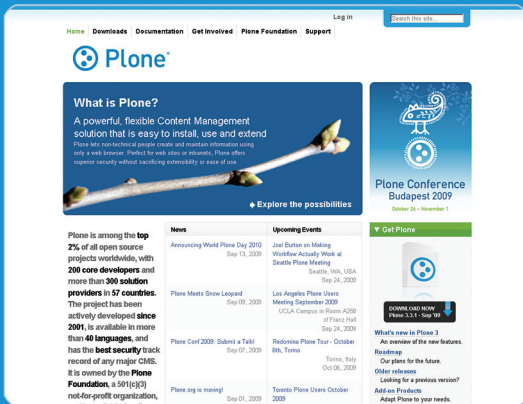 Log in
Search this site...
Home Downloads Documentation Get Involved Plone Foundation Support
Plone®
What is Plone?
A powerful, flexible Content Management
solution that is easy to install, use and extend
Plone lets non-technical people create and maintain information using
only a web browser. Perfect for web sites or intranets, Plone offers
superior security without sacrificing extensibility or ease of use.
Explore the possibilities
Plone Conference
Budapest 2009
October 26 – November 1
Plone is among the top
2% of all open source
projects worldwide, with
200 core developers and
more than 300 solution
providers in 57 countries.
The project has been
actively developed since
2001, is available in more
than 40 languages, and
has the best security track
record of any major CMS.
It is owned by the Plone
Foundation, a 501(c)(3)
not-for-profit organization,
News
Announcing World Plone Day 2010
Sep 13, 2009
Plone Meets Snow Leopard
Sep 09, 2009
Plone Conf 2009: Submit a Talk!
Sep 07, 2009
Plone.org is moving!
Sep 01, 2009
Upcoming Events
Joel Burton on Making
Workflow Actually Work at
Seattle Plone Meeting
Seattle, WA, USA
Sep 24, 2009
Los Angeles Plone Users
Meeting September 2009
UCLA Campus in Room A258
of Franz Hall
Sep 24, 2009
Redomino Plone Tour - October
6th, Torino
Torino, Italy
Oct 06, 2009
Toronto Plone Users October
2009
Get Plone
DOWNLOAD NOW
Plone 3.3.1 - Sep '09
What's new in Plone 3
An overview of the new features.
Roadmap
Our plans for the future.
Older releases
Looking for a previous version?
Add-on Products
Adapt Plone to your needs.